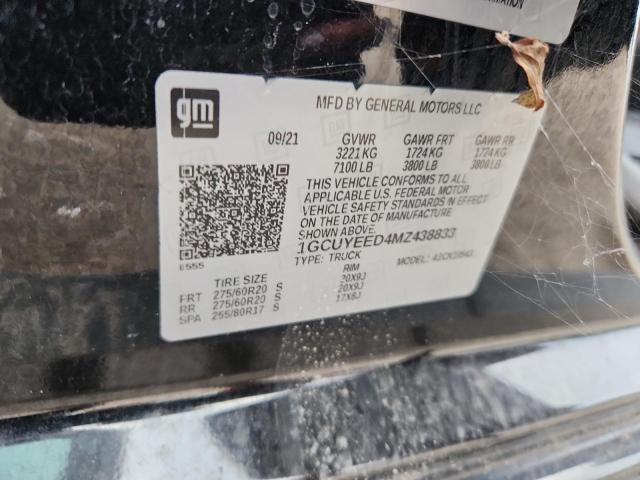 INFORMATION
gm
MFD BY GENERAL MOTORS LLC
09/21 GVWR GAWR FRT GAWR RR
3221 KG 1724 KG 1724 KG
7100 LB 3800 LB 3800 LB
THIS VEHICLE CONFORMS TO ALL
APPLICABLE U.S. FEDERAL MOTOR
VEHICLE SAFETY STANDARDS IN EFFECT
ON THE DATE OF MANUFACTURE
SHOWN ABOVE.
1GCUYEED4MZ438833
TYPE: TRUCK MODEL:
6555
TIRE SIZE RIM
FRT 275/60R20 S 20X9J
RR 275/60R20 S 20X9J
SPA 255/80R17 S 17X8J